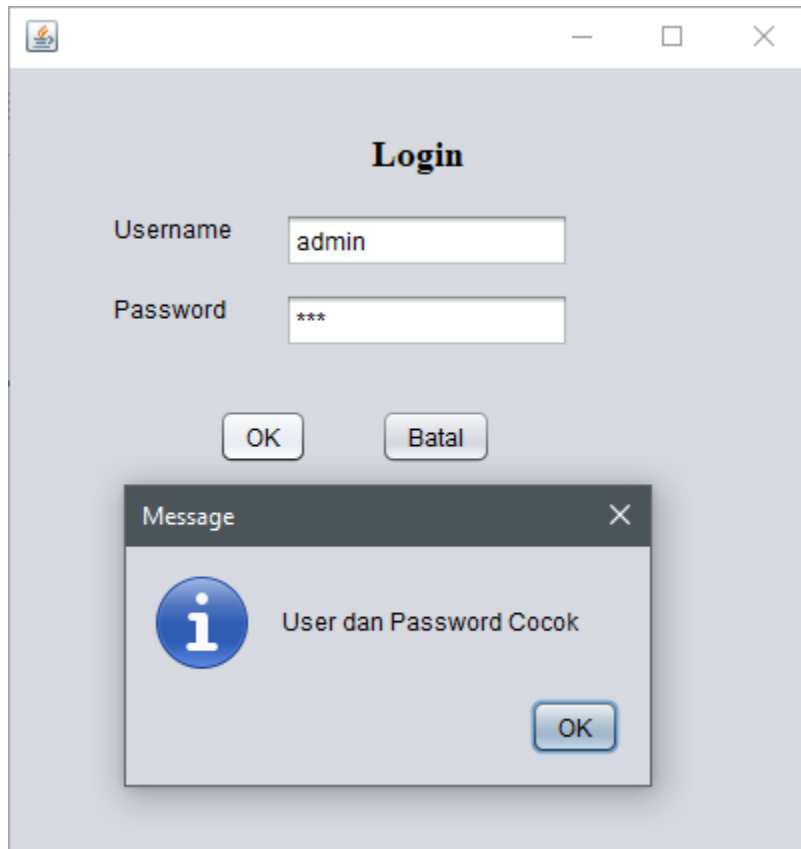 Login
Username
admin
Password
***
OK
Batal
Message
User dan Password Cocok
OK